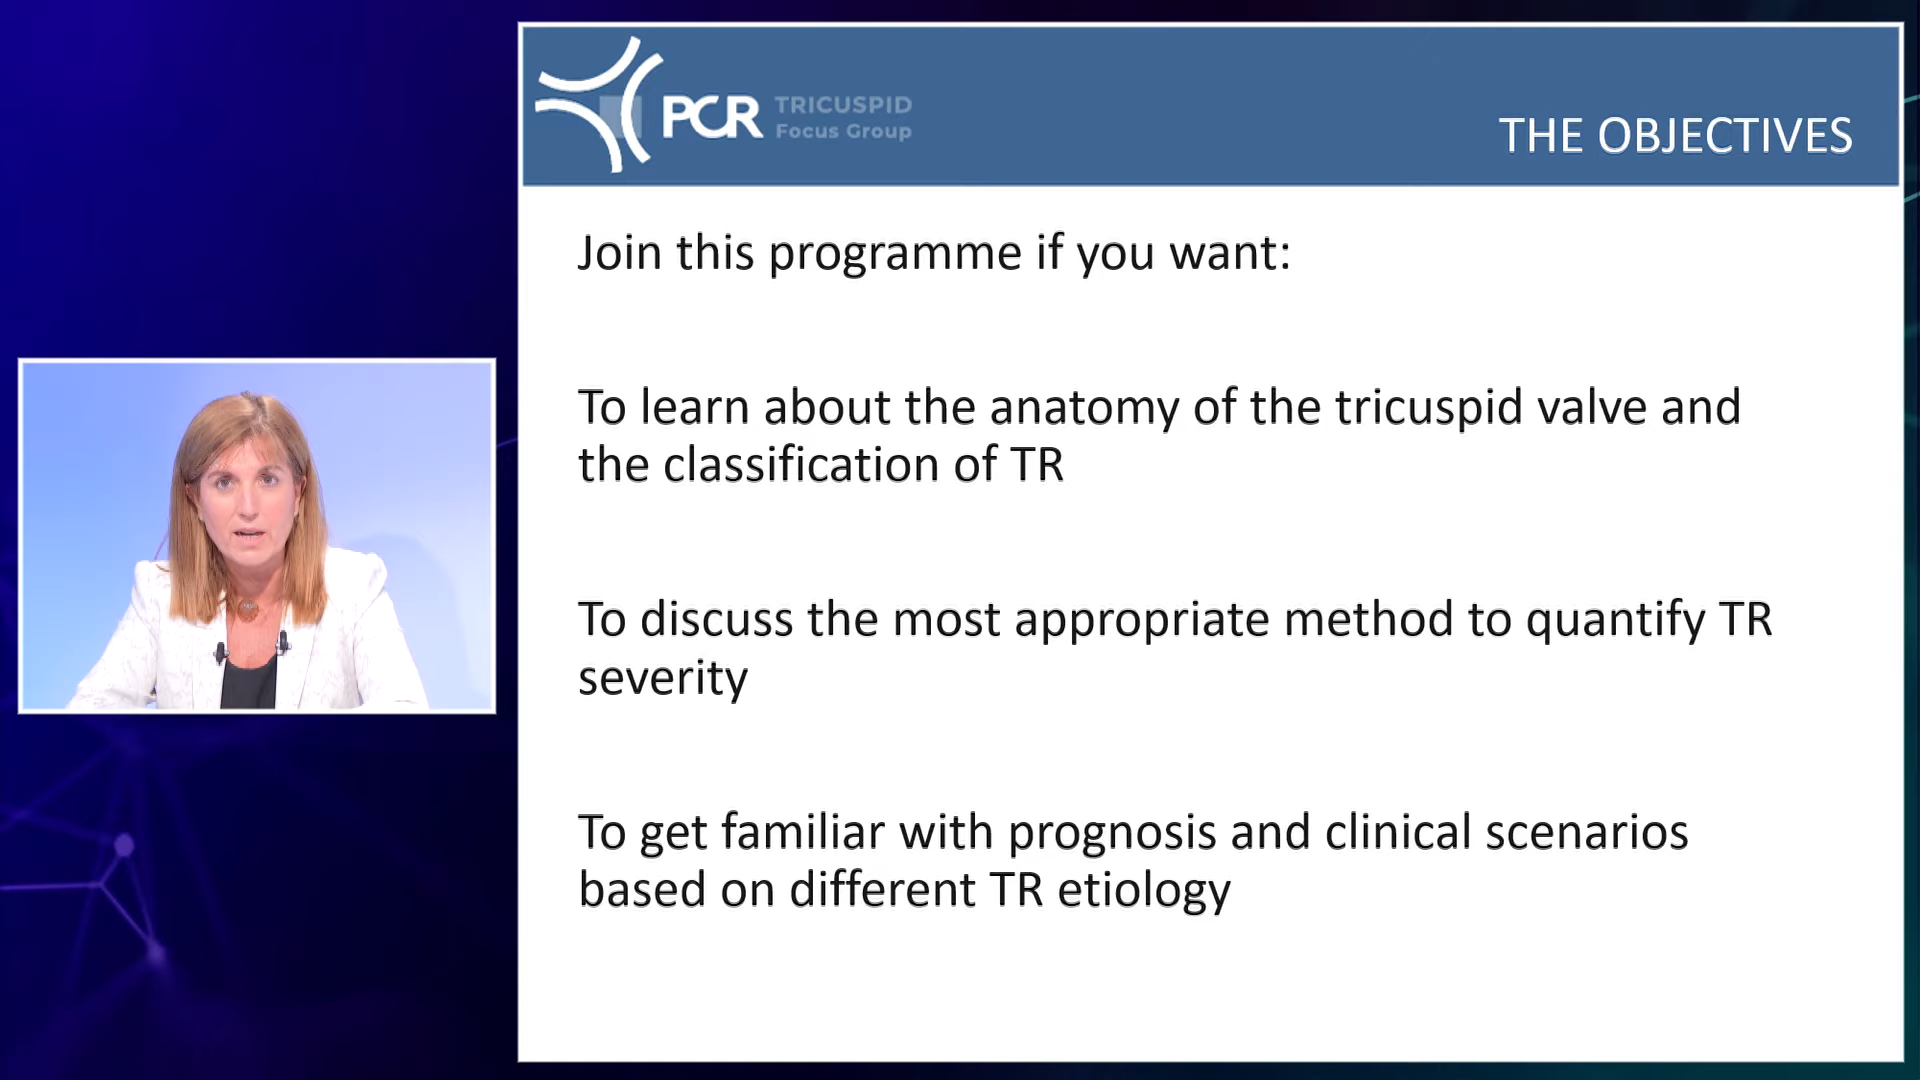 PCR TRICUSPID
Focus Group
THE OBJECTIVES
Join this programme if you want:
To learn about the anatomy of the tricuspid valve and
the classification of TR
To discuss the most appropriate method to quantify TR
severity
To get familiar with prognosis and clinical scenarios
based on different TR etiology